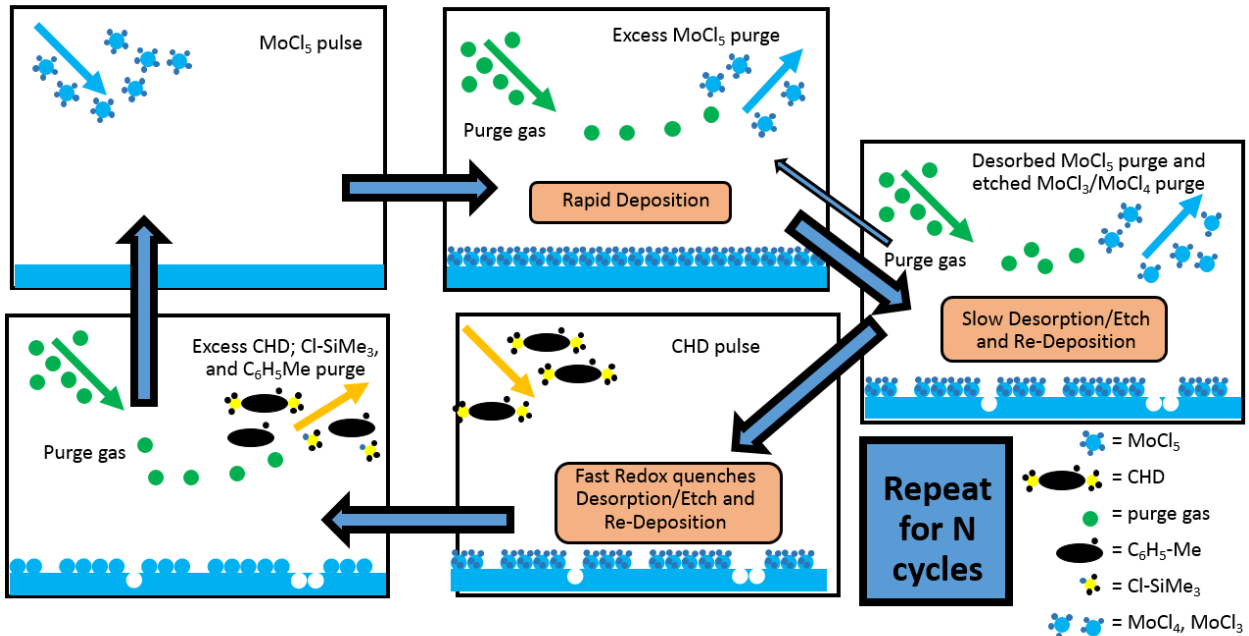 MoCl₅ pulse
Excess MoCl₅ purge
Purge gas
Rapid Deposition
Desorbed MoCl₅ purge and
etched MoCl₃/MoCl₄ purge
Purge gas
Slow Desorption/Etch
and Re-Deposition
Excess CHD; Cl-SiMe₃,
and C₆H₅Me purge
Purge gas
CHD pulse
Fast Redox quenches
Desorption/Etch and
Re-Deposition
Repeat
for N
cycles
= MoCl₅
= CHD
= purge gas
= C₆H₅-Me
= Cl-SiMe₃
= MoCl₄, MoCl₃